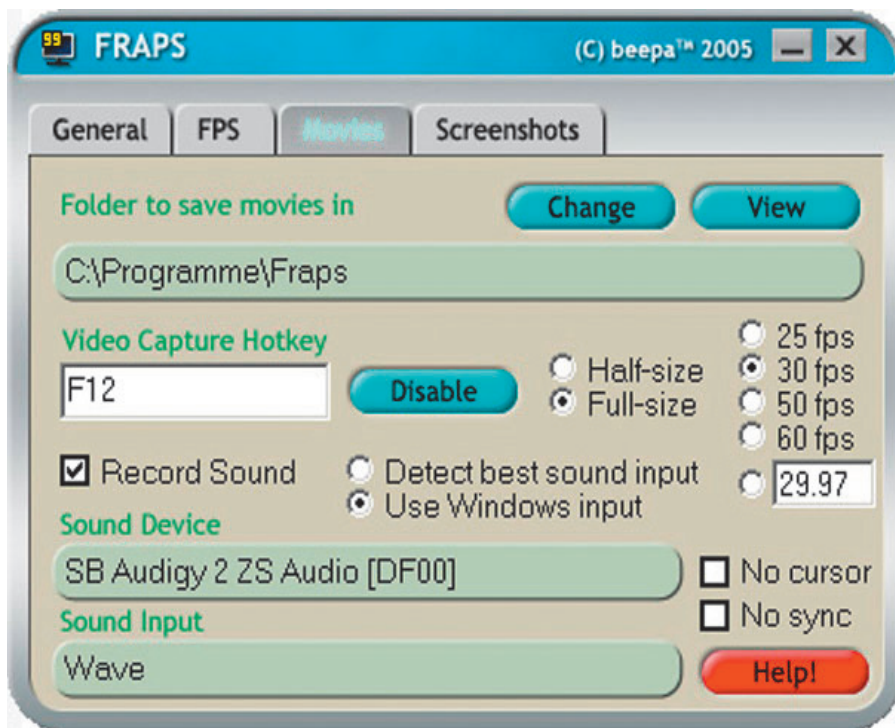 99 FRAPS (C) beepa™ 2005
General FPS Movies Screenshots
Folder to save movies in Change View
C:\Programme\Fraps
Video Capture Hotkey
F12 Disable
Half-size
Full-size
25 fps
30 fps
50 fps
60 fps
29.97
Record Sound
Detect best sound input
Use Windows input
Sound Device
SB Audigy 2 ZS Audio [DF00]
No cursor
No sync
Sound Input
Wave
Help!